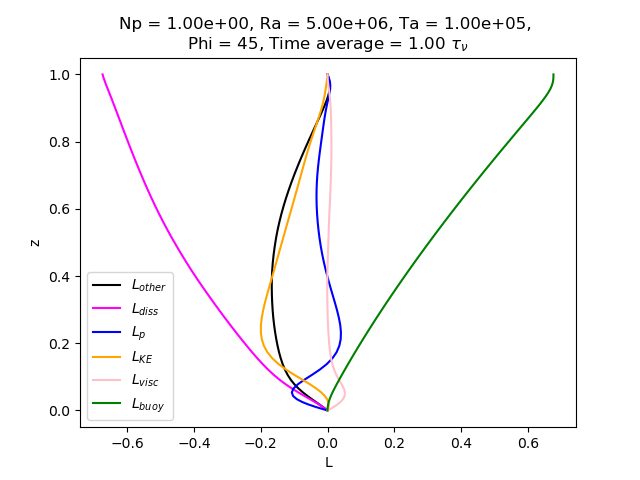 Np = 1.00e+00, Ra = 5.00e+06, Ta = 1.00e+05,
Phi = 45, Time average = 1.00 τ_ν
1.0
0.8
0.6
0.4
0.2
0.0
z
L_other
L_diss
L_p
L_KE
L_visc
L_buoy
−0.6 −0.4 −0.2 0.0 0.2 0.4 0.6
L